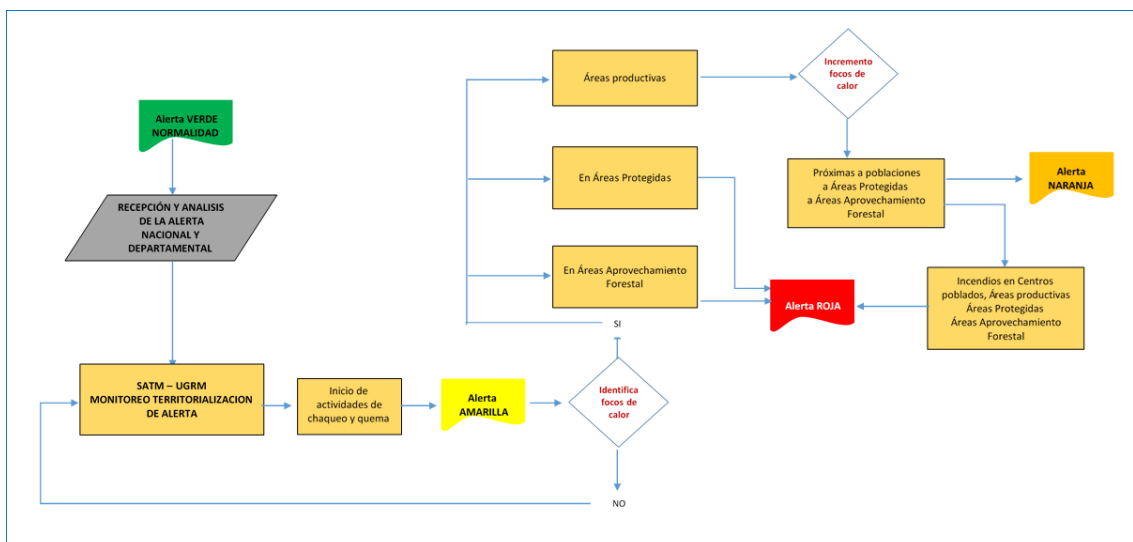 Alerta VERDE
NORMALIDAD
RECEPCIÓN Y ANALISIS
DE LA ALERTA
NACIONAL Y
DEPARTAMENTAL
SATM – UGRM
MONITOREO TERRITORIALIZACION
DE ALERTA
Inicio de
actividades de
chaqueo y quema
Alerta
AMARILLA
Identifica
focos de
calor
NO
SI
Áreas productivas
En Áreas Protegidas
En Áreas Aprovechamiento
Forestal
Incremento
focos de
calor
Próximas a poblaciones
a Áreas Protegidas
a Áreas Aprovechamiento
Forestal
Alerta
NARANJA
Incendios en Centros
poblados, Áreas productivas
Áreas Protegidas
Áreas Aprovechamiento
Forestal
Alerta ROJA